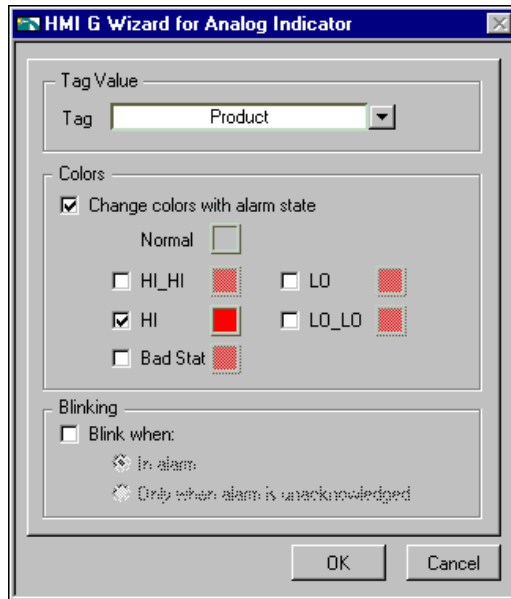 HMI G Wizard for Analog Indicator
Tag Value
Tag Product
Colors
Change colors with alarm state
Normal
HI_HI LO
HI LO_LO
Bad Stat
Blinking
Blink when:
In alarm
Only when alarm is unacknowledged
OK Cancel